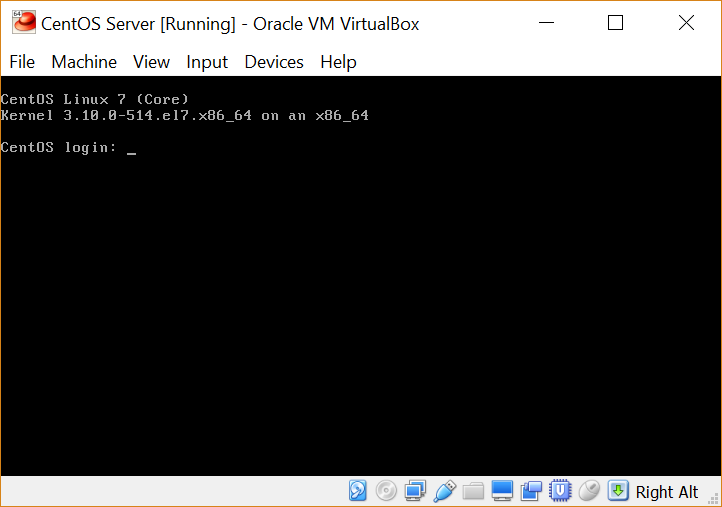 CentOS Server [Running] - Oracle VM VirtualBox
File Machine View Input Devices Help
CentOS Linux 7 (Core)
Kernel 3.10.0-514.el7.x86_64 on an x86_64
CentOS login: _
Right Alt